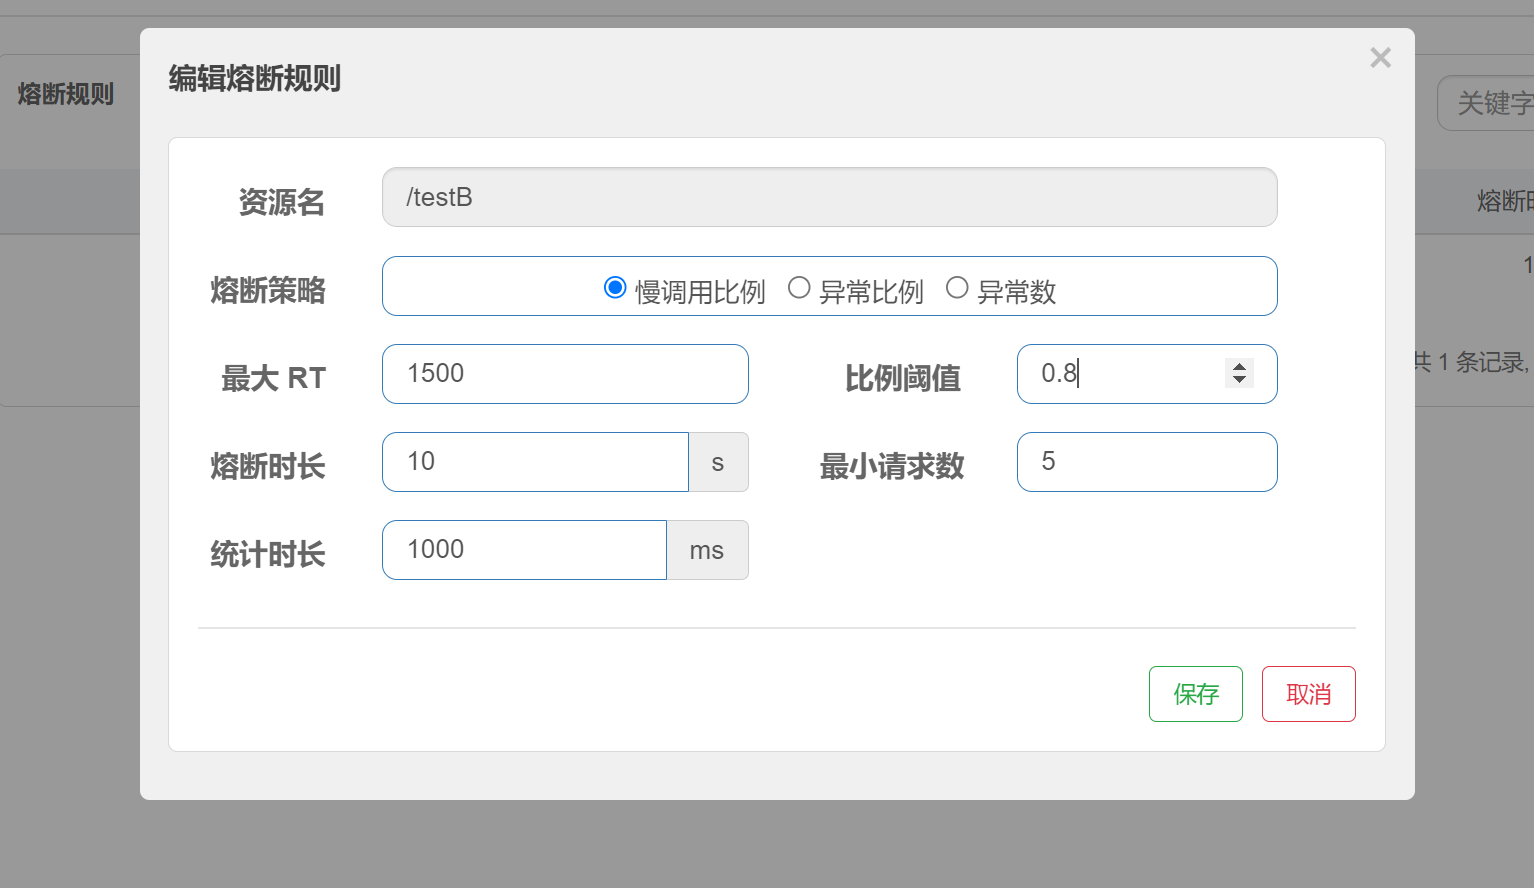 编辑熔断规则
×
熔断规则
关键字
资源名 /testB
熔断时
熔断策略 慢调用比例 异常比例 异常数
1
最大 RT 1500 比例阈值 0.8
共 1 条记录,
熔断时长 10 s 最小请求数 5
统计时长 1000 ms
保存 取消